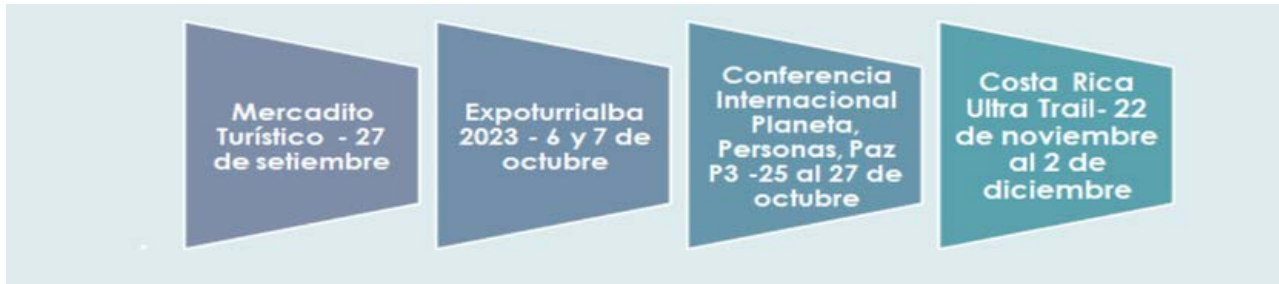 Mercadito
Turístico - 27
de setiembre
Expoturrialba
2023 - 6 y 7 de
octubre
Conferencia
Internacional
Planeta,
Personas, Paz
P3 -25 al 27 de
octubre
Costa Rica
Ultra Trail- 22
de noviembre
al 2 de
diciembre